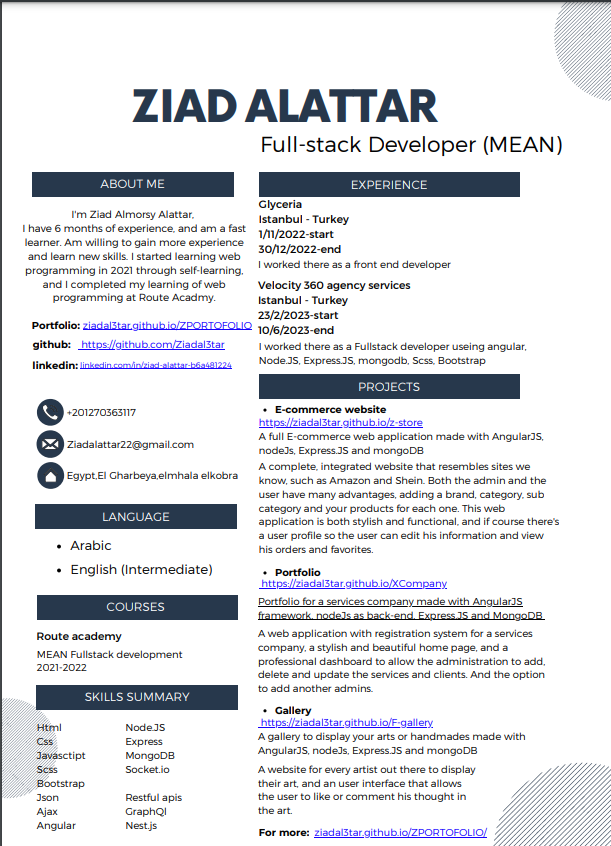 ZIAD ALATTAR
Full-stack Developer (MEAN)
ABOUT ME
I'm Ziad Almorsy Alattar,
I have 6 months of experience, and am a fast
learner. Am willing to gain more experience
and learn new skills. I started learning web
programming in 2021 through self-learning,
and I completed my learning of web
programming at Route Acadmy.
Portfolio: ziadal3tar.github.io/ZPORTOFOLIO
github: https://github.com/Ziadal3tar
linkedin: linkedin.com/in/ziad-alattar-b6a481224
+201270363117
Ziadalattar22@gmail.com
Egypt,El Gharbeya,elmhala elkobra
LANGUAGE
• Arabic
• English (Intermediate)
COURSES
Route academy
MEAN Fullstack development
2021-2022
SKILLS SUMMARY
Html Node.JS
Css Express
Javasctipt MongoDB
Scss Socket.io
Bootstrap
Json Restful apis
Ajax GraphQl
Angular Nest.js
EXPERIENCE
Glyceria
Istanbul - Turkey
1/11/2022-start
30/12/2022-end
I worked there as a front end developer
Velocity 360 agency services
Istanbul - Turkey
23/2/2023-start
10/6/2023-end
I worked there as a Fullstack developer useing angular,
Node.JS, Express.JS, mongodb, Scss, Bootstrap
PROJECTS
• E-commerce website
https://ziadal3tar.github.io/z-store
A full E-commerce web application made with AngularJS,
nodeJs, Express.JS and mongoDB
A complete, integrated website that resembles sites we
know, such as Amazon and Shein. Both the admin and the
user have many advantages, adding a brand, category, sub
category and your products for each one. This web
application is both stylish and functional, and if course there's
a user profile so the user can edit his information and view
his orders and favorites.
• Portfolio
https://ziadal3tar.github.io/XCompany
Portfolio for a services company made with AngularJS
framework, nodeJs as back-end, Express.JS and MongoDB
A web application with registration system for a services
company, a stylish and beautiful home page, and a
professional dashboard to allow the administration to add,
delete and update the services and clients. And the option
to add another admins.
• Gallery
https://ziadal3tar.github.io/F-gallery
A gallery to display your arts or handmades made with
AngularJS, nodeJs, Express.JS and mongoDB
A website for every artist out there to display
their art, and an user interface that allows
the user to like or comment his thought in
the art.
For more: ziadal3tar.github.io/ZPORTOFOLIO/